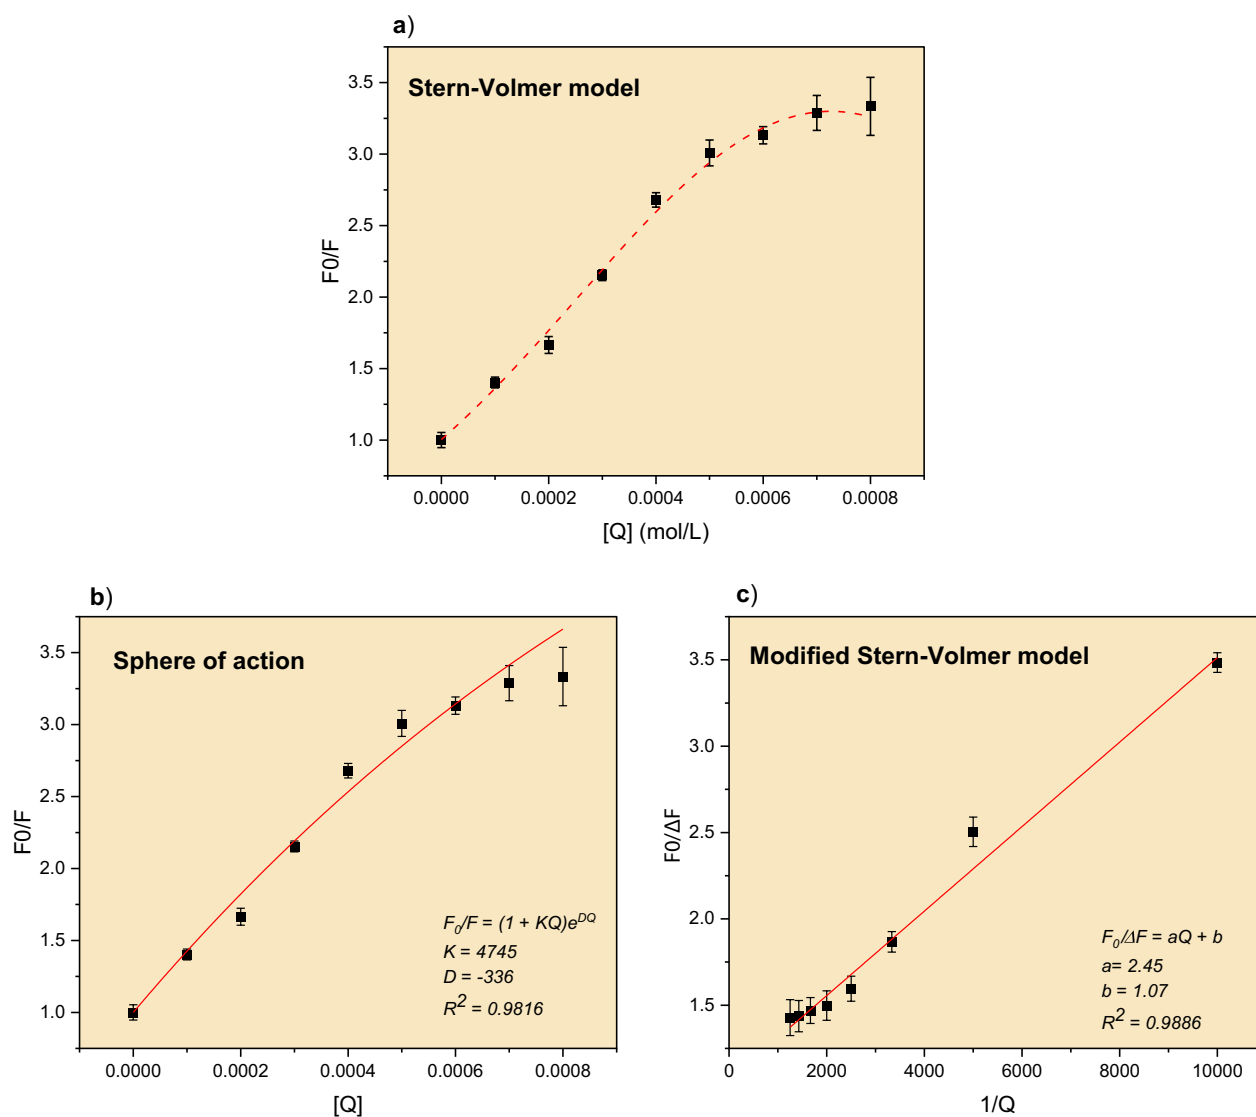 a)
Stern-Volmer model
3.5
3.0
2.5
2.0
1.5
1.0
F0/F
0.0000 0.0002 0.0004 0.0006 0.0008
[Q] (mol/L)
b)
Sphere of action
3.5
3.0
2.5
2.0
1.5
1.0
F0/F
F₀/F = (1 + KQ)e^DQ
K = 4745
D = -336
R² = 0.9816
0.0000 0.0002 0.0004 0.0006 0.0008
[Q]
c)
Modified Stern-Volmer model
3.5
3.0
2.5
2.0
1.5
F0/ΔF
F₀/ΔF = aQ + b
a= 2.45
b = 1.07
R² = 0.9886
0 2000 4000 6000 8000 10000
1/Q